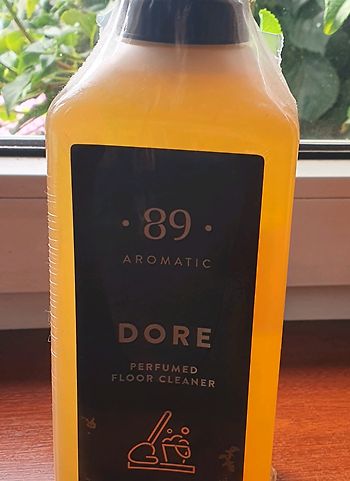 · 89 ·
AROMATIC
DORE
PERFUMED
FLOOR CLEANER